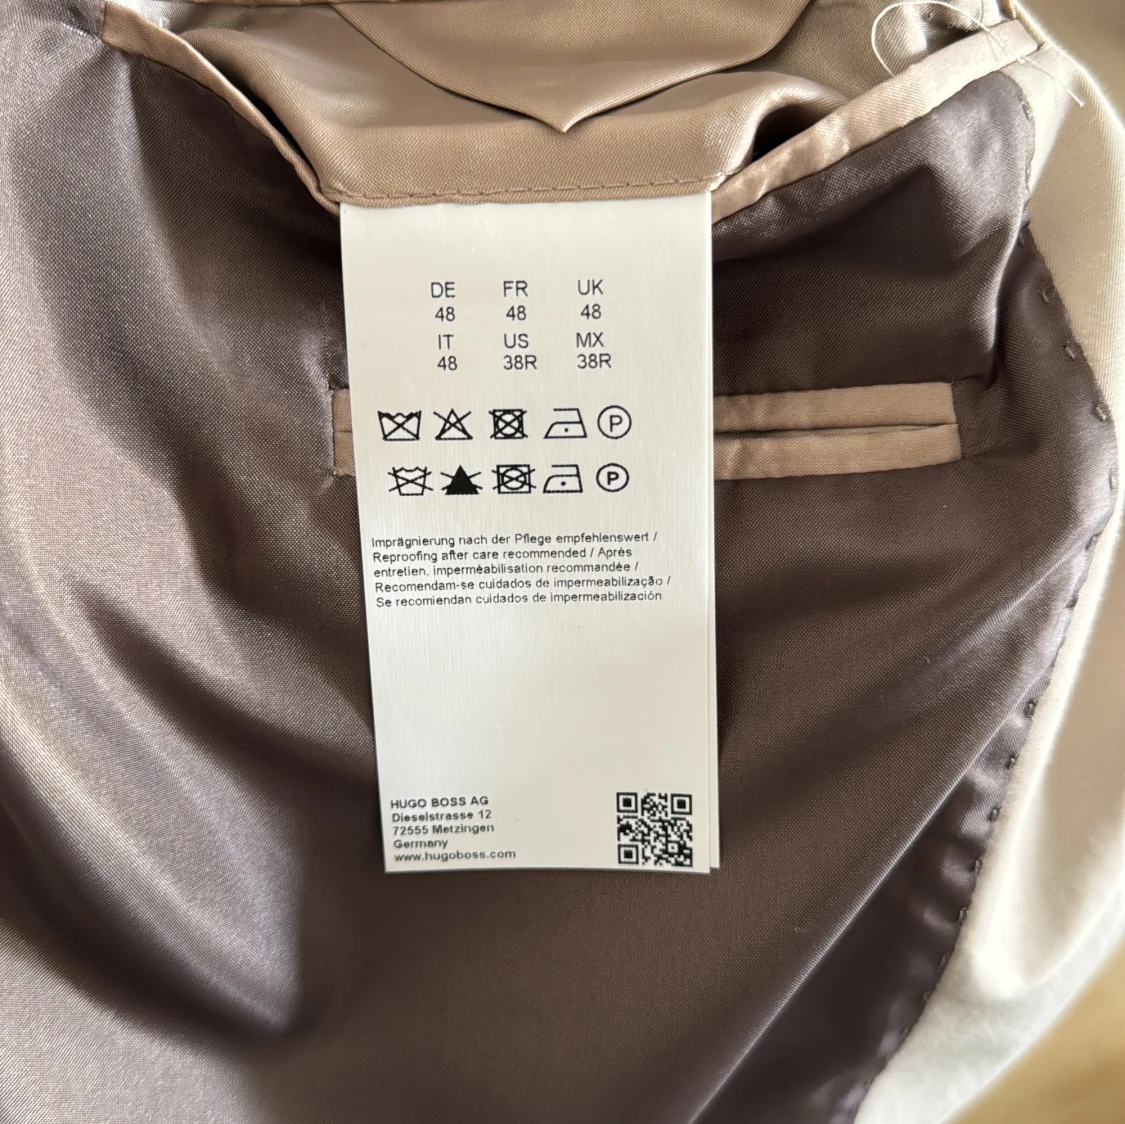 DE FR UK
48 48 48
IT US MX
48 38R 38R
P
P
Imprägnierung nach der Pflege empfehlenswert /
Reproofing after care recommended / Après
entretien, imperméabilisation recommandée /
Recomendam-se cuidados de impermeabilização /
Se recomiendan cuidados de impermeabilización
HUGO BOSS AG
Dieselstrasse 12
72555 Metzingen
Germany
www.hugoboss.com